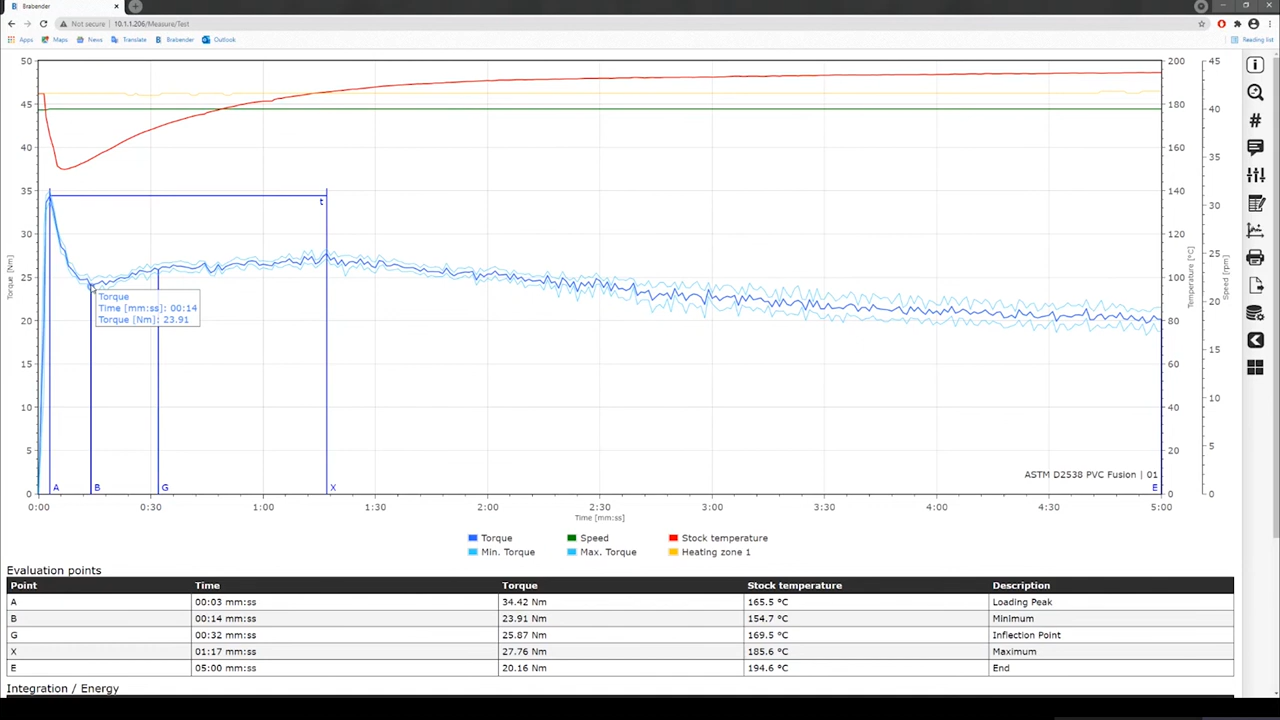 Brabender
Not secure | 10.1.1.206/Measure/Test
Apps Maps News Translate Brabender Outlook Reading list
50 200 45
45 180 40
40 160 35
35 140 30
30 120 25
25 100 20
20 80 15
15 60 10
10 40 5
5 20 0
0 0
Torque [Nm]
Temperature [°C]
Speed [rpm]
t
Torque
Time [mm:ss]: 00:14
Torque [Nm]: 23.91
ASTM D2538 PVC Fusion | 01
A B G X E
0:00 0:30 1:00 1:30 2:00 2:30 3:00 3:30 4:00 4:30 5:00
Time [mm:ss]
Torque Speed Stock temperature
Min. Torque Max. Torque Heating zone 1
Evaluation points
Point Time Torque Stock temperature Description
A 00:03 mm:ss 34.42 Nm 165.5 °C Loading Peak
B 00:14 mm:ss 23.91 Nm 154.7 °C Minimum
G 00:32 mm:ss 25.87 Nm 169.5 °C Inflection Point
X 01:17 mm:ss 27.76 Nm 185.6 °C Maximum
E 05:00 mm:ss 20.16 Nm 194.6 °C End
Integration / Energy